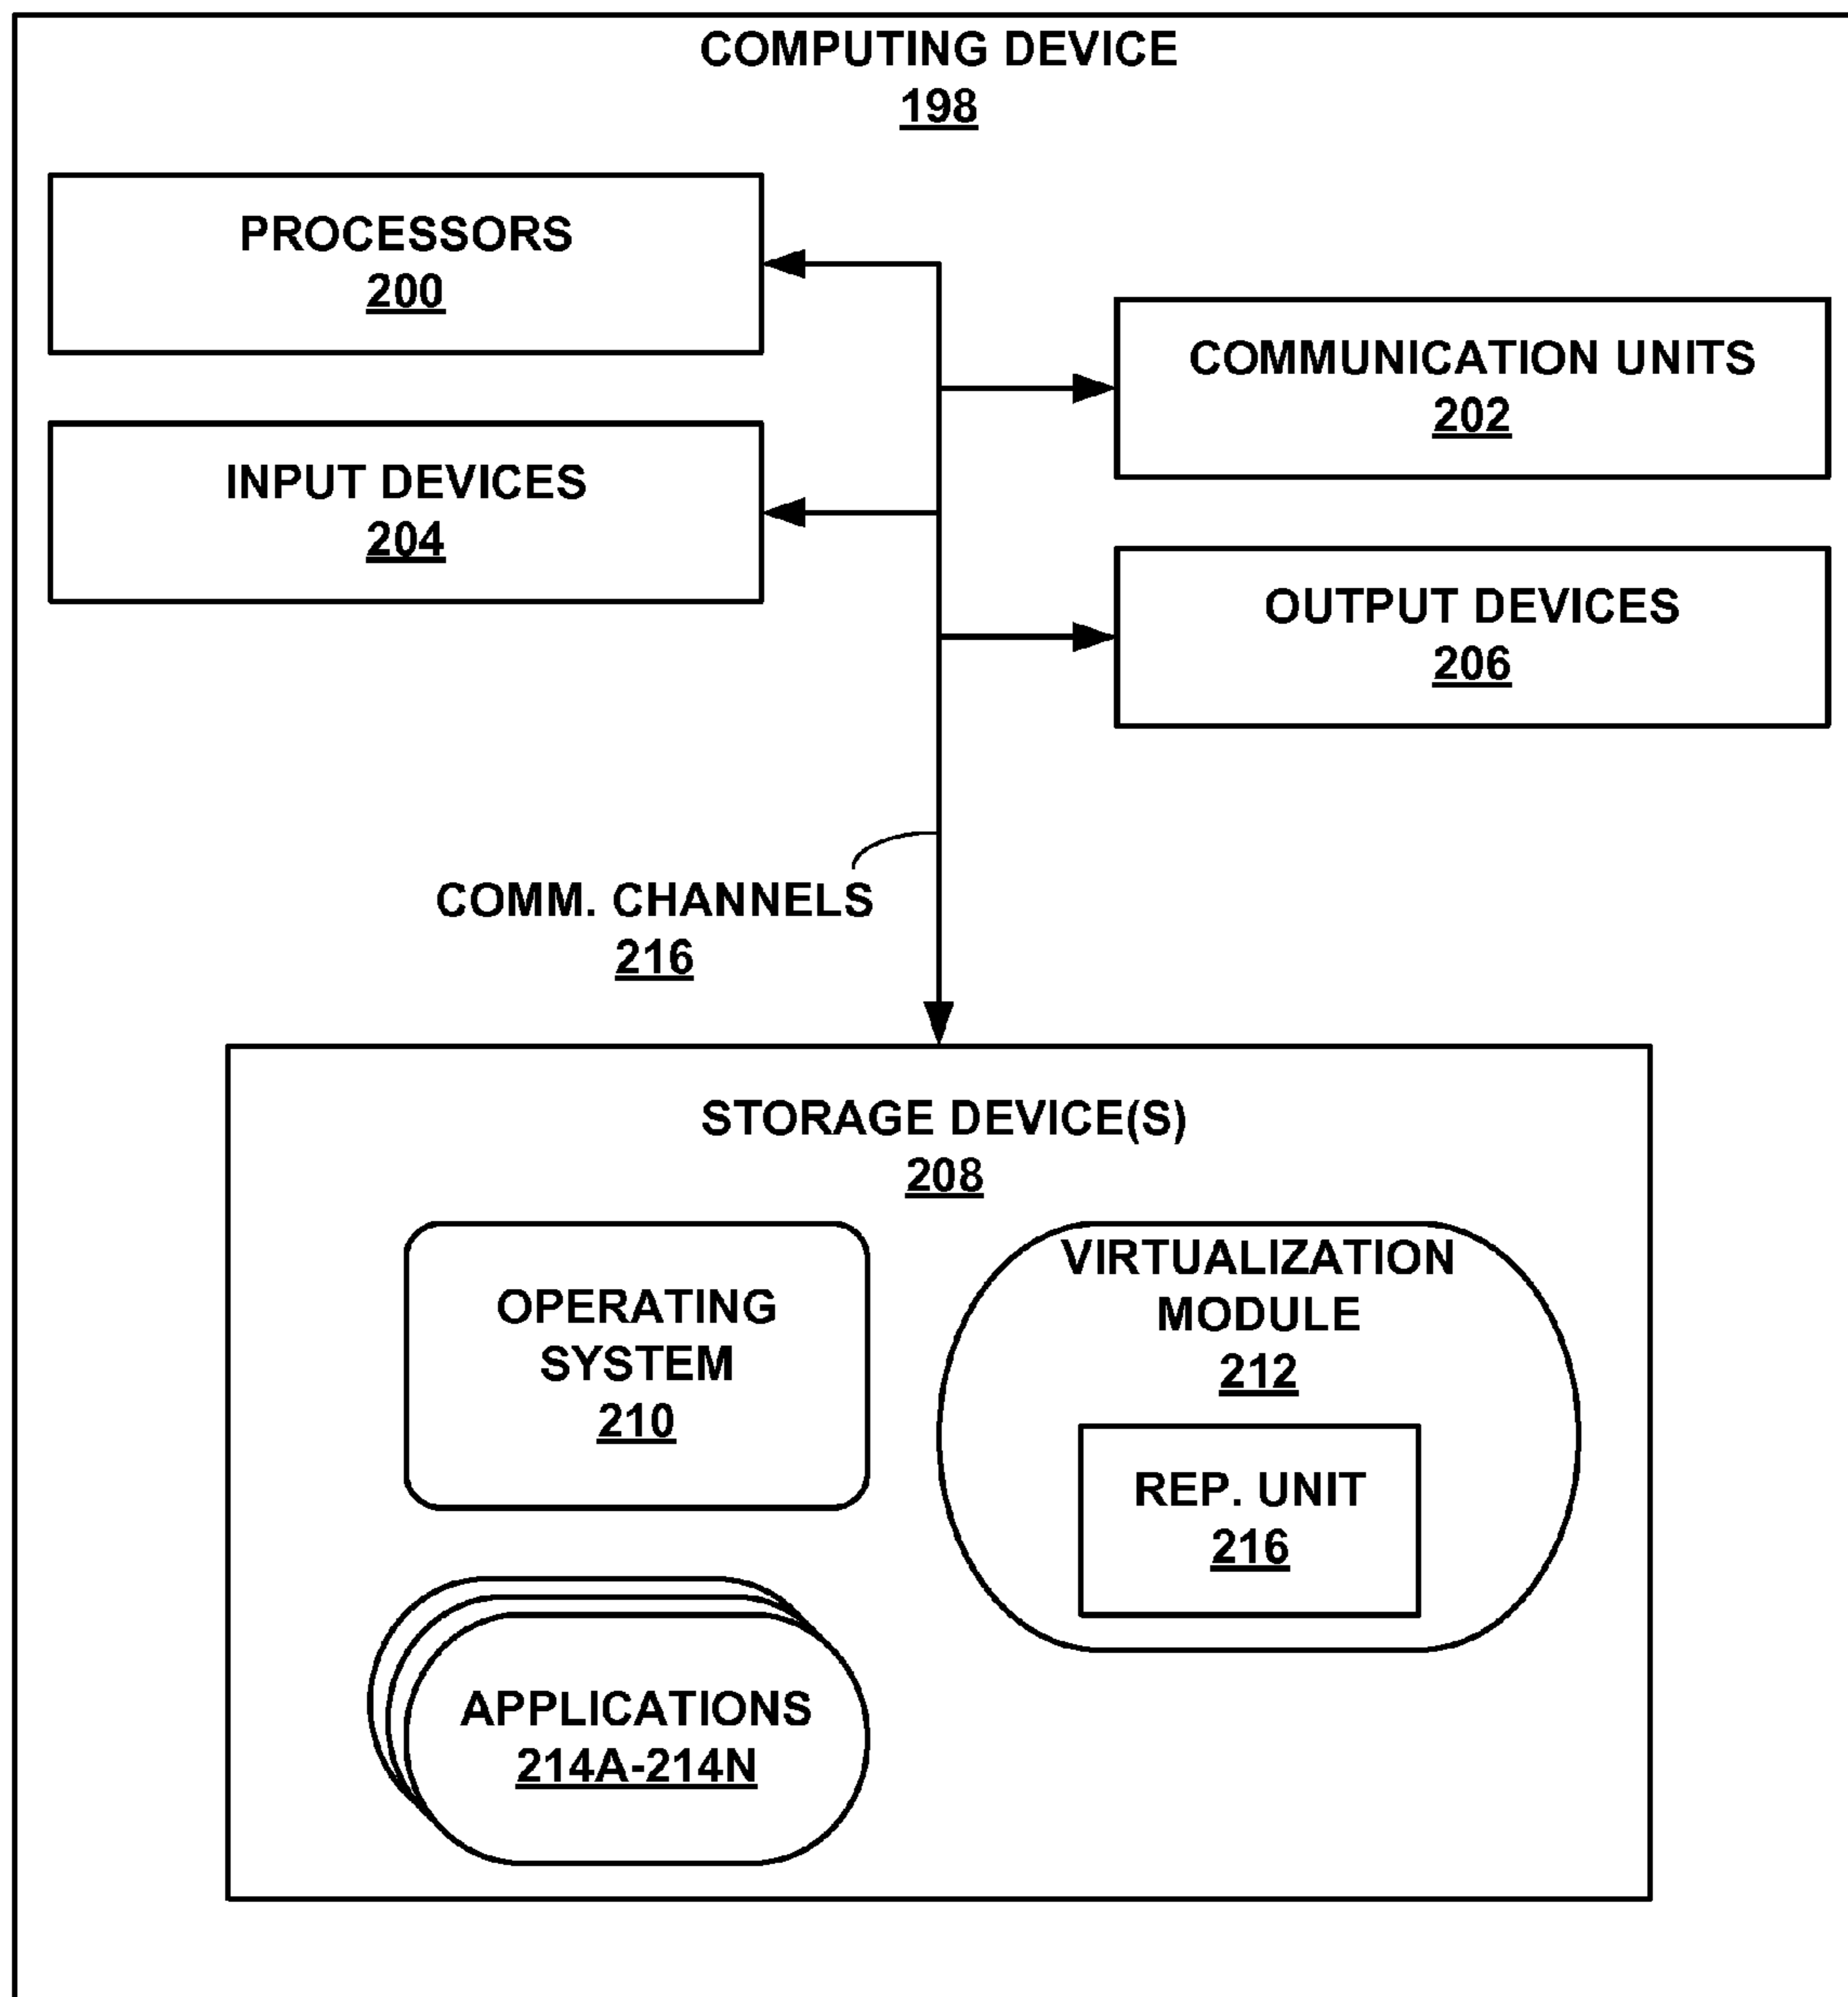 COMPUTING DEVICE
198
PROCESSORS
200
COMMUNICATION UNITS
202
INPUT DEVICES
204
OUTPUT DEVICES
206
COMM. CHANNELS
216
STORAGE DEVICE(S)
208
OPERATING
SYSTEM
210
VIRTUALIZATION
MODULE
212
REP. UNIT
216
APPLICATIONS
214A-214N